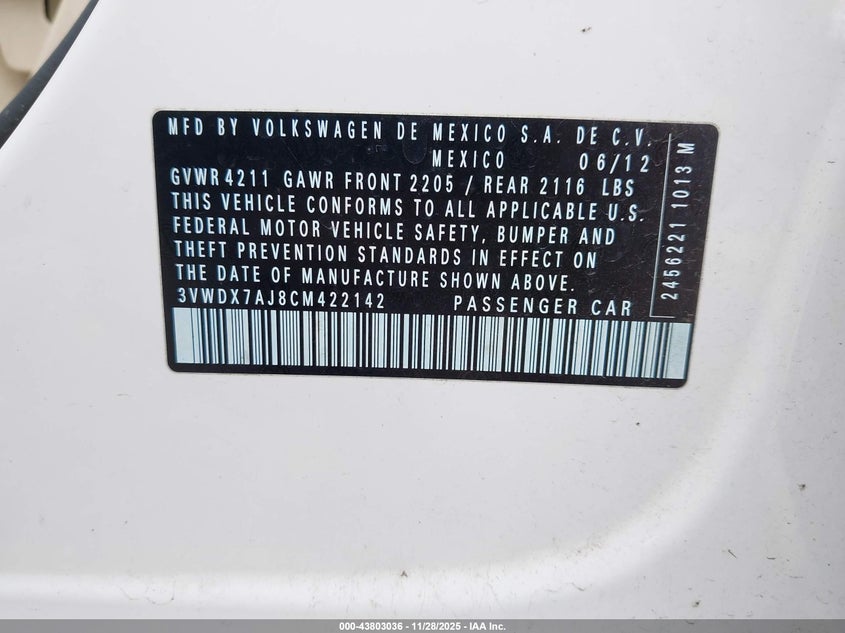 MFD BY VOLKSWAGEN DE MEXICO S.A. DE C.V.
MEXICO 06/12
GVWR 4211 GAWR FRONT 2205 / REAR 2116 LBS
THIS VEHICLE CONFORMS TO ALL APPLICABLE U.S.
FEDERAL MOTOR VEHICLE SAFETY, BUMPER AND
THEFT PREVENTION STANDARDS IN EFFECT ON
THE DATE OF MANUFACTURE SHOWN ABOVE.
3VWDX7AJ8CM422142 PASSENGER CAR
2456221 1013 M
000-43803036 | 11/28/2025 - IAA Inc.